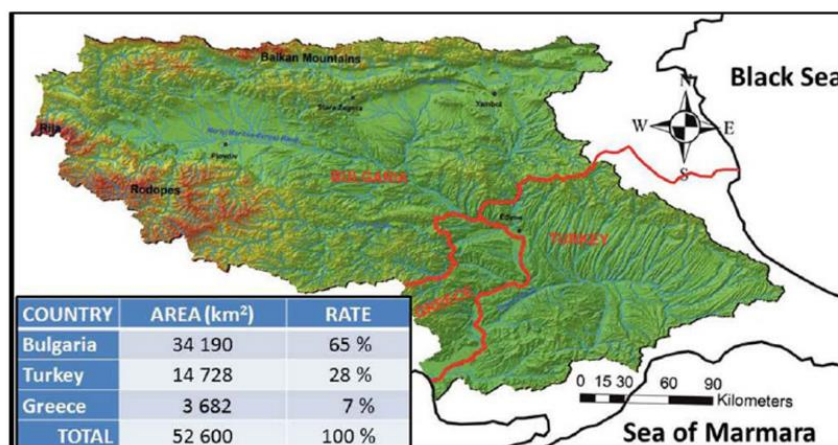 Balkan Mountains
Black Sea
N
W
E
S
Stara Zagora
Yambol
Rila
Plovdiv
Rodopes
BULGARIA
Edirne
TURKEY
GREECE
COUNTRY AREA (km²) RATE
Bulgaria 34 190 65 %
Turkey 14 728 28 %
Greece 3 682 7 %
TOTAL 52 600 100 %
0 15 30 60 90
Kilometers
Sea of Marmara